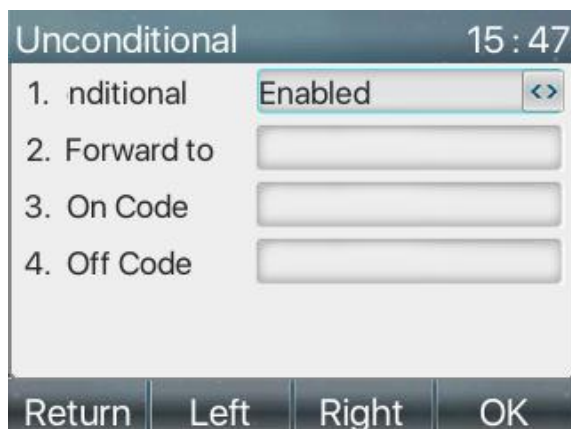 Unconditional 15:47
1. nditional Enabled <>
2. Forward to
3. On Code
4. Off Code
Return Left Right OK